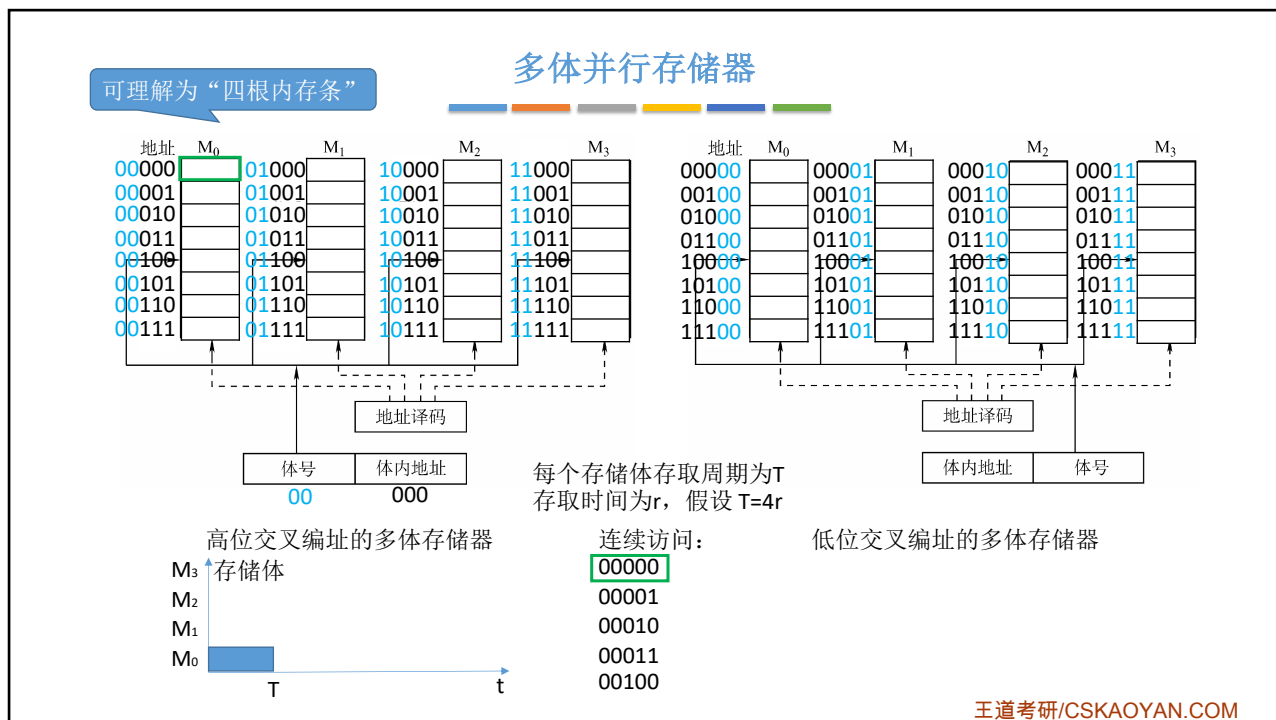 多体并行存储器
可理解为“四根内存条”
地址 M₀ M₁ M₂ M₃
00000 01000 10000 11000
00001 01001 10001 11001
00010 01010 10010 11010
00011 01011 10011 11011
00100 01100 10100 11100
00101 01101 10101 11101
00110 01110 10110 11110
00111 01111 10111 11111
地址译码
体号 体内地址
00 000
高位交叉编址的多体存储器
地址 M₀ M₁ M₂ M₃
00000 00001 00010 00011
00100 00101 00110 00111
01000 01001 01010 01011
01100 01101 01110 01111
10000 10001 10010 10011
10100 10101 10110 10111
11000 11001 11010 11011
11100 11101 11110 11111
地址译码
体内地址 体号
低位交叉编址的多体存储器
每个存储体存取周期为T
存取时间为r，假设 T=4r
连续访问：
00000
00001
00010
00011
00100
存储体
M₃
M₂
M₁
M₀
T t
王道考研/CSKAOYAN.COM